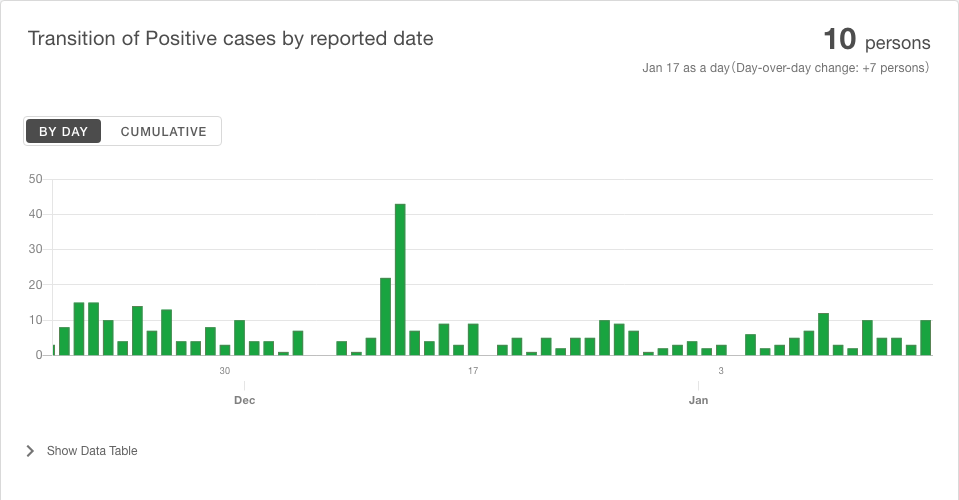 Transition of Positive cases by reported date
10 persons
Jan 17 as a day(Day-over-day change: +7 persons)
BY DAY CUMULATIVE
50
40
30
20
10
0
30 17 3
Dec Jan
Show Data Table